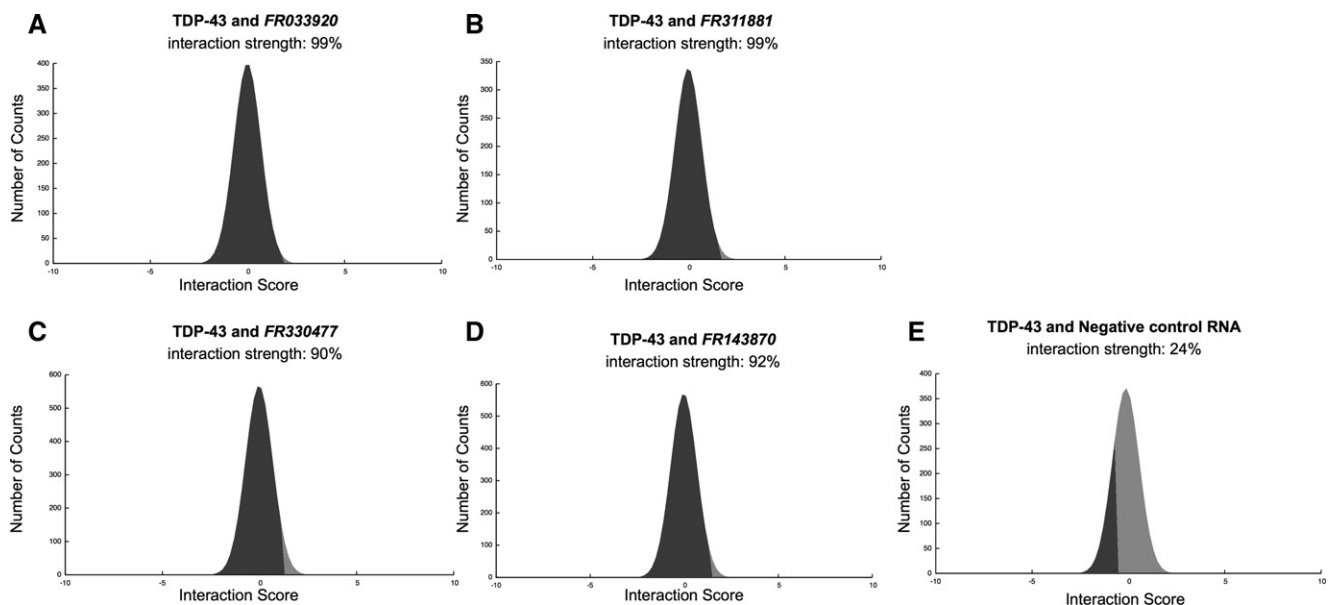 A
TDP-43 and FR033920
interaction strength: 99%
Number of Counts
400
350
300
250
200
150
100
50
0
-10 -5 0 5 10
Interaction Score
B
TDP-43 and FR311881
interaction strength: 99%
Number of Counts
350
300
250
200
150
100
50
0
-10 -5 0 5 10
Interaction Score
C
TDP-43 and FR330477
interaction strength: 90%
Number of Counts
600
500
400
300
200
100
0
-10 -5 0 5 10
Interaction Score
D
TDP-43 and FR143870
interaction strength: 92%
Number of Counts
600
500
400
300
200
100
0
-10 -5 0 5 10
Interaction Score
E
TDP-43 and Negative control RNA
interaction strength: 24%
Number of Counts
400
350
300
250
200
150
100
50
0
-10 -5 0 5 10
Interaction Score